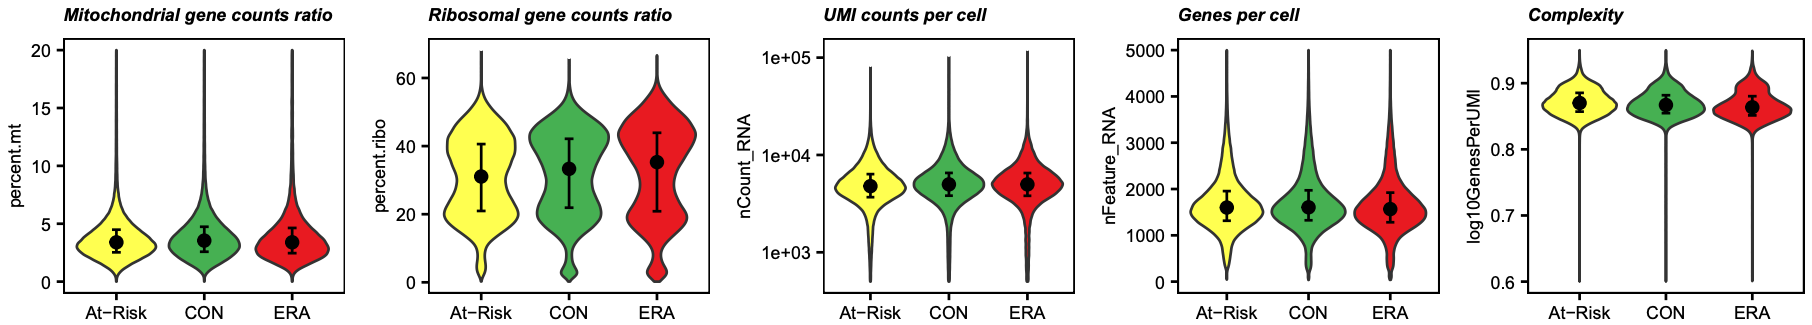 Mitochondrial gene counts ratio
percent.mt
20
15
10
5
0
At−Risk CON ERA
Ribosomal gene counts ratio
percent.ribo
60
40
20
0
At−Risk CON ERA
UMI counts per cell
nCount_RNA
1e+05
1e+04
1e+03
At−Risk CON ERA
Genes per cell
nFeature_RNA
5000
4000
3000
2000
1000
0
At−Risk CON ERA
Complexity
log10GenesPerUMI
0.9
0.8
0.7
0.6
At−Risk CON ERA